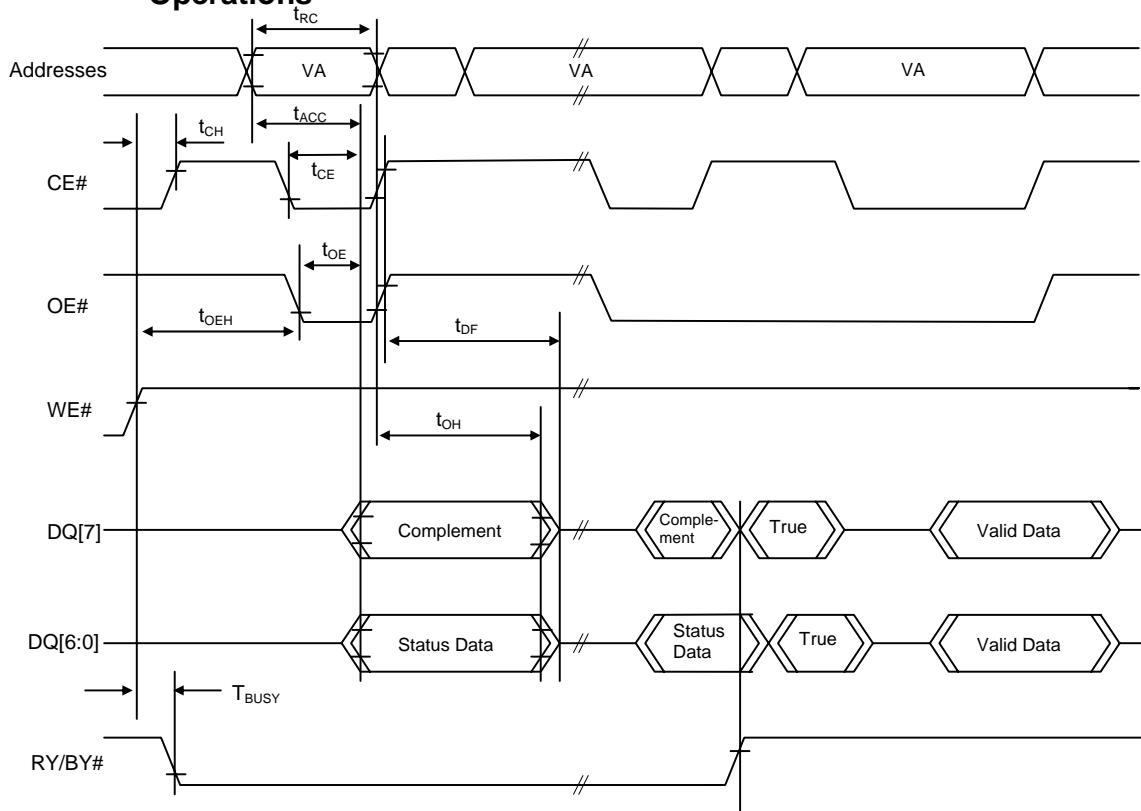 Operations
tRC
Addresses
VA
VA
VA
tACC
tCH
tCE
CE#
tOE
OE#
tOEH
tDF
WE#
tOH
DQ[7]
Complement
Comple-
ment
True
Valid Data
DQ[6:0]
Status Data
Status
Data
True
Valid Data
TBUSY
RY/BY#